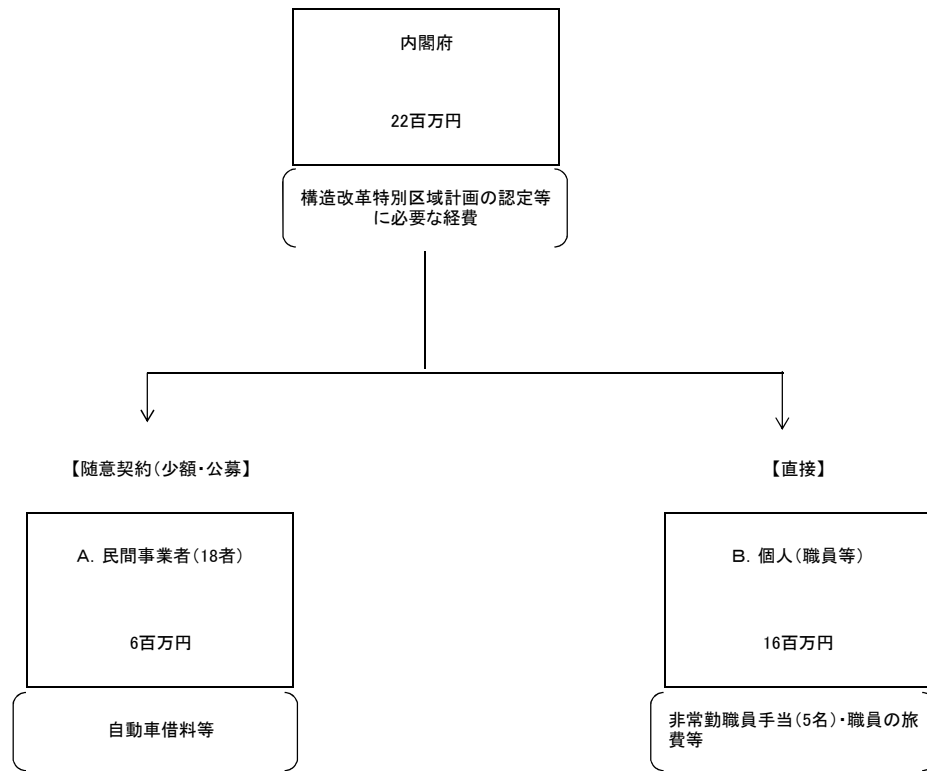 内閣府
22百万円
構造改革特別区域計画の認定等
に必要な経費
【随意契約（少額・公募】
【直接】
A. 民間事業者（18者）
B. 個人（職員等）
6百万円
16百万円
自動車借料等
非常勤職員手当（5名）・職員の旅
費等